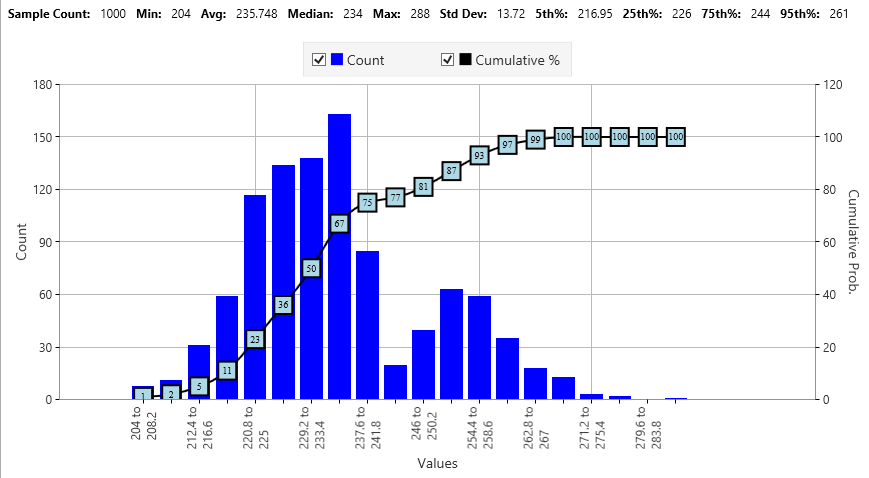 Sample Count: 1000 Min: 204 Avg: 235.748 Median: 234 Max: 288 Std Dev: 13.72 5th%: 216.95 25th%: 226 75th%: 244 95th%: 261
Count Cumulative %
180
150
120
90
60
30
0
Count
120
100
80
60
40
20
0
Cumulative Prob.
1
2
5
11
23
36
50
67
75
77
81
87
93
97
99
100
100
100
100
100
204 to
208.2
212.4 to
216.6
220.8 to
225
229.2 to
233.4
237.6 to
241.8
246 to
250.2
254.4 to
258.6
262.8 to
267
271.2 to
275.4
279.6 to
283.8
Values